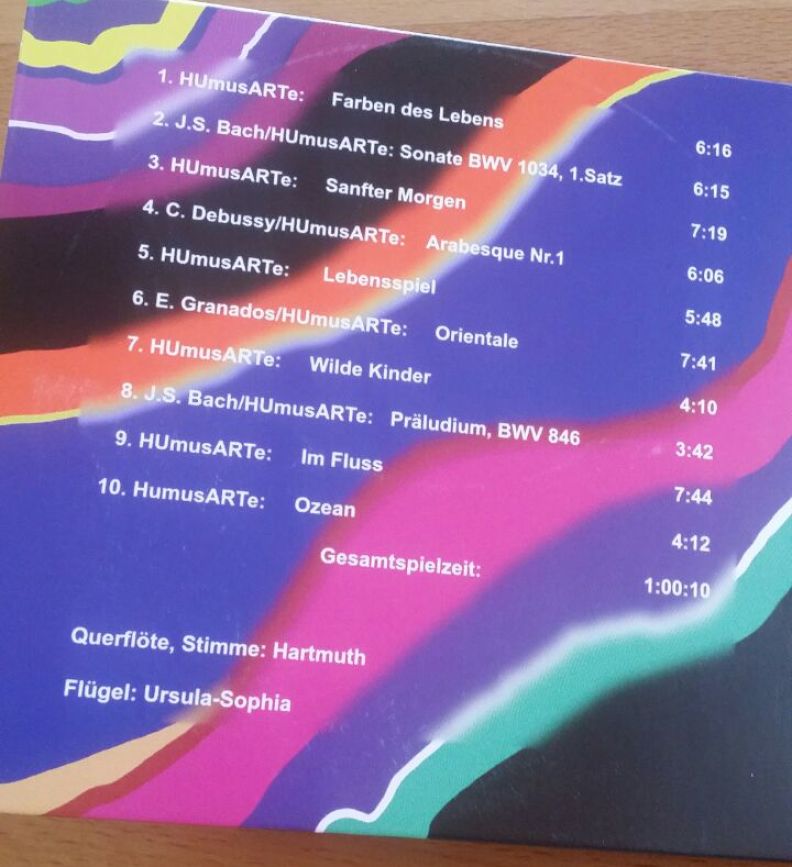 1. HUmusARTe: Farben des Lebens 6:16
2. J.S. Bach/HUmusARTe: Sonate BWV 1034, 1.Satz 6:15
3. HUmusARTe: Sanfter Morgen 7:19
4. C. Debussy/HUmusARTe: Arabesque Nr.1 6:06
5. HUmusARTe: Lebensspiel 5:48
6. E. Granados/HUmusARTe: Orientale 7:41
7. HUmusARTe: Wilde Kinder 4:10
8. J.S. Bach/HUmusARTe: Präludium, BWV 846 3:42
9. HUmusARTe: Im Fluss 7:44
10. HumusARTe: Ozean 4:12
Gesamtspielzeit: 1:00:10
Querflöte, Stimme: Hartmuth
Flügel: Ursula-Sophia